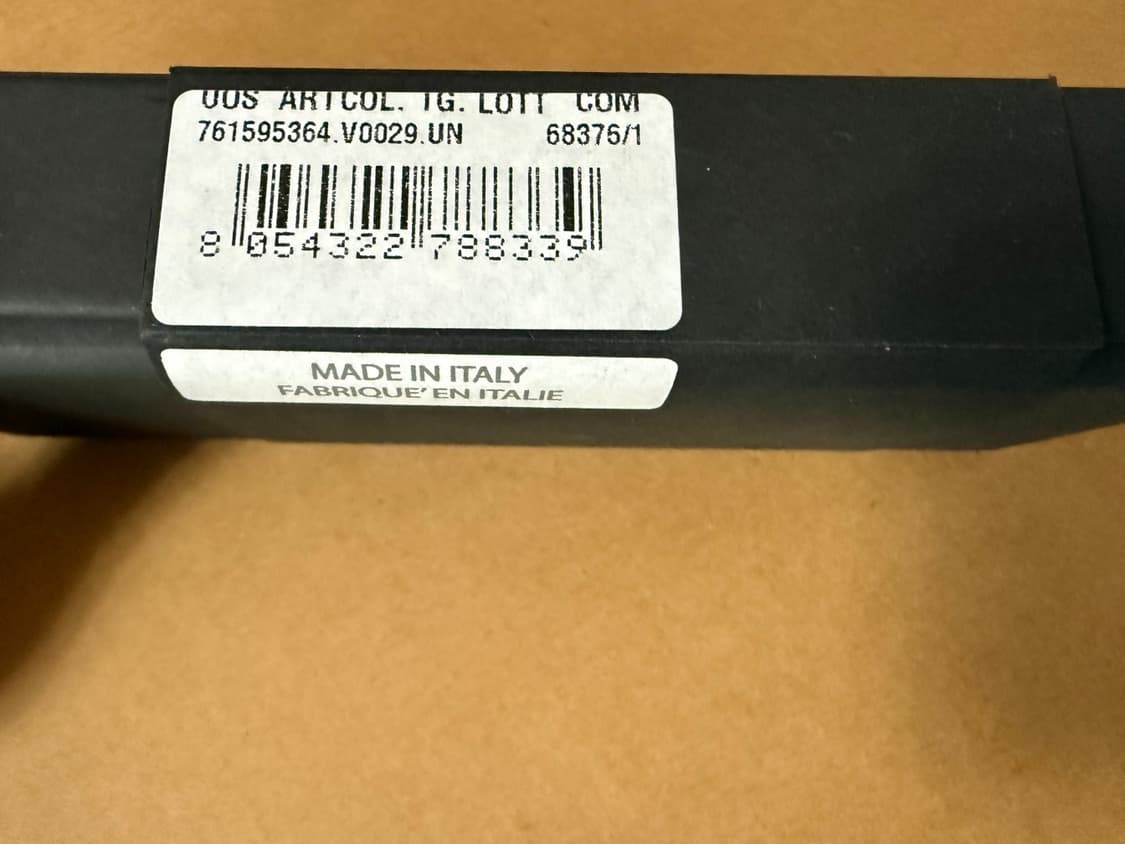 UOS ARTCOL. TG. LOTT COM
761595364.V0029.UN 68376/1
8 054322 788339
MADE IN ITALY
FABRIQUE' EN ITALIE